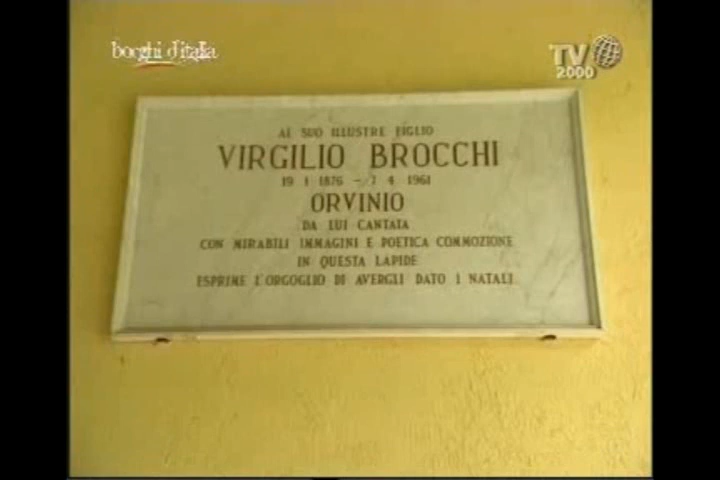 borghi d'italia
TV
2000
AL SUO ILLUSTRE FIGLIO
VIRGILIO BROCCHI
19 1 1876 - 7 4 1961
ORVINIO
DA LUI CANTATA
CON MIRABILI IMMAGINI E POETICA COMMOZIONE
IN QUESTA LAPIDE
ESPRIME L'ORGOGLIO DI AVERGLI DATO I NATALI